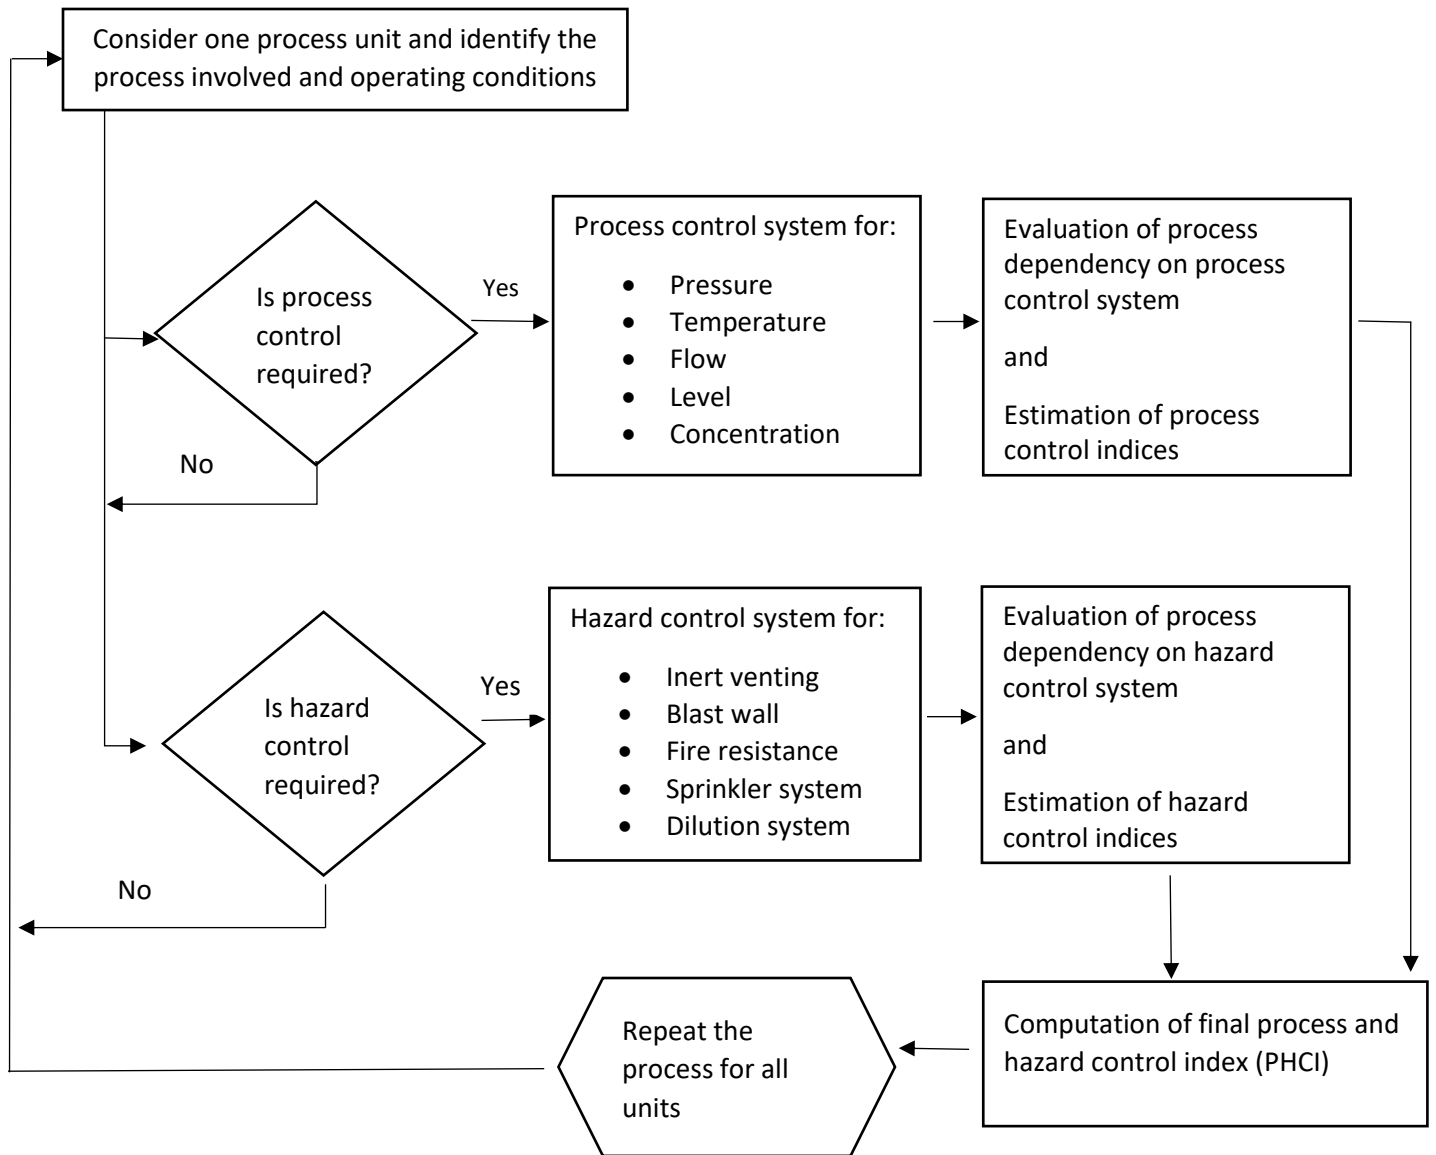 Consider one process unit and identify the
process involved and operating conditions
Is process
control
required?
Yes
No
Process control system for:
• Pressure
• Temperature
• Flow
• Level
• Concentration
Evaluation of process
dependency on process
control system
and
Estimation of process
control indices
Is hazard
control
required?
Yes
No
Hazard control system for:
• Inert venting
• Blast wall
• Fire resistance
• Sprinkler system
• Dilution system
Evaluation of process
dependency on hazard
control system
and
Estimation of hazard
control indices
Computation of final process and
hazard control index (PHCI)
Repeat the
process for all
units